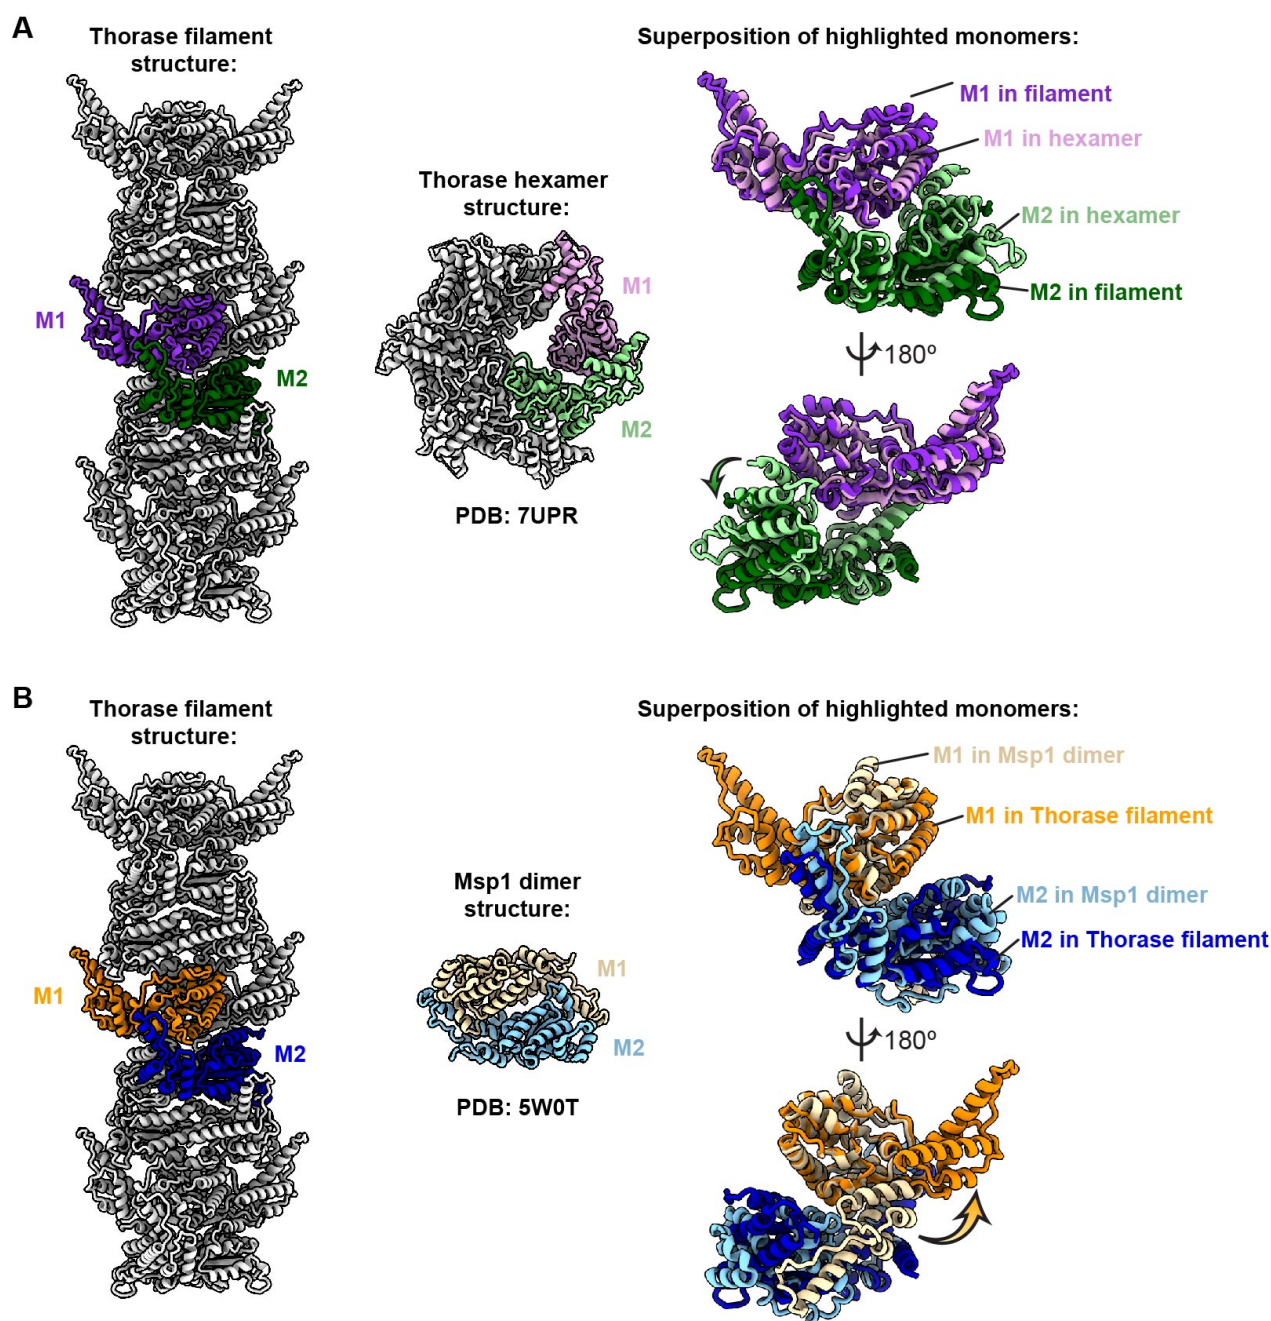 A
Thorase filament
structure:
M1
M2
Thorase hexamer
structure:
M1
M2
PDB: 7UPR
Superposition of highlighted monomers:
M1 in filament
M1 in hexamer
M2 in hexamer
M2 in filament
180º
B
Thorase filament
structure:
M1
M2
Msp1 dimer
structure:
M1
M2
PDB: 5W0T
Superposition of highlighted monomers:
M1 in Msp1 dimer
M1 in Thorase filament
M2 in Msp1 dimer
M2 in Thorase filament
180º